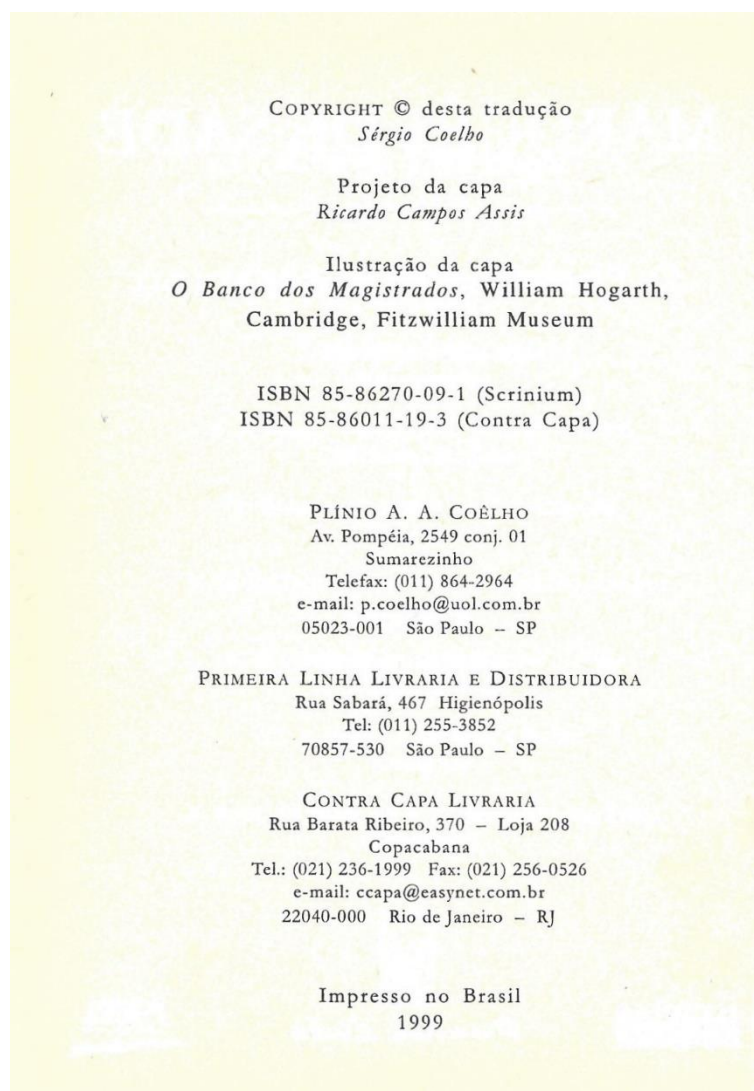 COPYRIGHT © desta tradução
Sérgio Coelho
Projeto da capa
Ricardo Campos Assis
Ilustração da capa
O Banco dos Magistrados, William Hogarth,
Cambridge, Fitzwilliam Museum
ISBN 85-86270-09-1 (Scrinium)
ISBN 85-86011-19-3 (Contra Capa)
PLÍNIO A. A. COÊLHO
Av. Pompéia, 2549 conj. 01
Sumarezinho
Telefax: (011) 864-2964
e-mail: p.coelho@uol.com.br
05023-001 São Paulo – SP
PRIMEIRA LINHA LIVRARIA E DISTRIBUIDORA
Rua Sabará, 467 Higienópolis
Tel: (011) 255-3852
70857-530 São Paulo – SP
CONTRA CAPA LIVRARIA
Rua Barata Ribeiro, 370 – Loja 208
Copacabana
Tel.: (021) 236-1999 Fax: (021) 256-0526
e-mail: ccapa@easynet.com.br
22040-000 Rio de Janeiro – RJ
Impresso no Brasil
1999